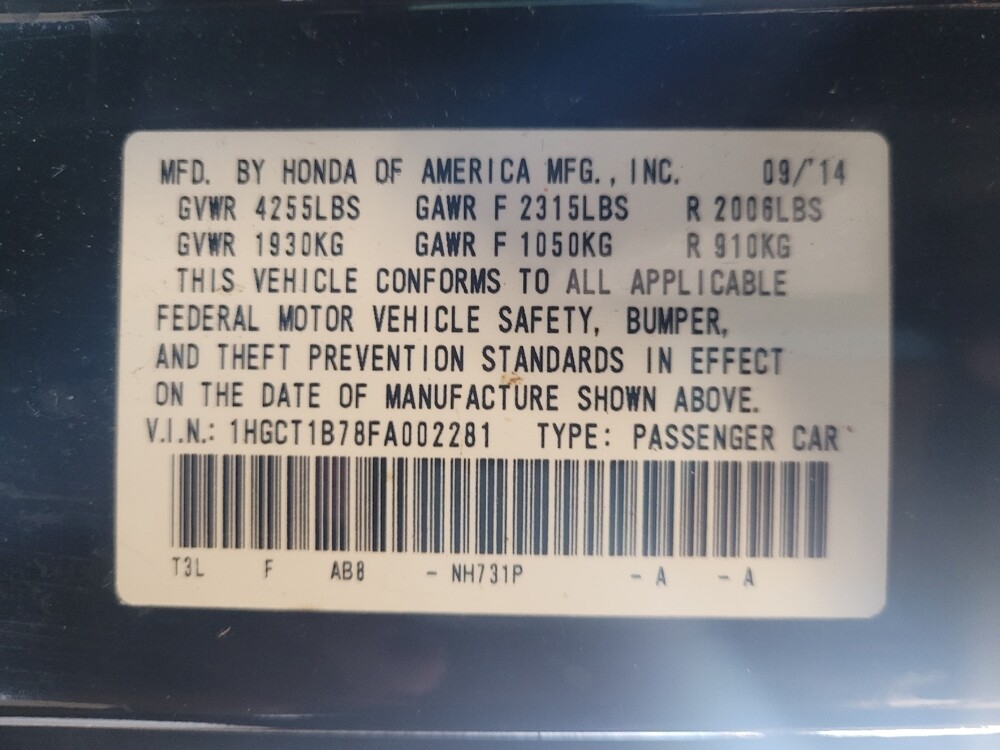 MFD. BY HONDA OF AMERICA MFG., INC. 09/'14
GVWR 4255LBS GAWR F 2315LBS R 2006LBS
GVWR 1930KG GAWR F 1050KG R 910KG
THIS VEHICLE CONFORMS TO ALL APPLICABLE
FEDERAL MOTOR VEHICLE SAFETY, BUMPER,
AND THEFT PREVENTION STANDARDS IN EFFECT
ON THE DATE OF MANUFACTURE SHOWN ABOVE.
V.I.N.: 1HGCT1B78FA002281 TYPE: PASSENGER CAR
T3L F AB8 - NH731P - A - A